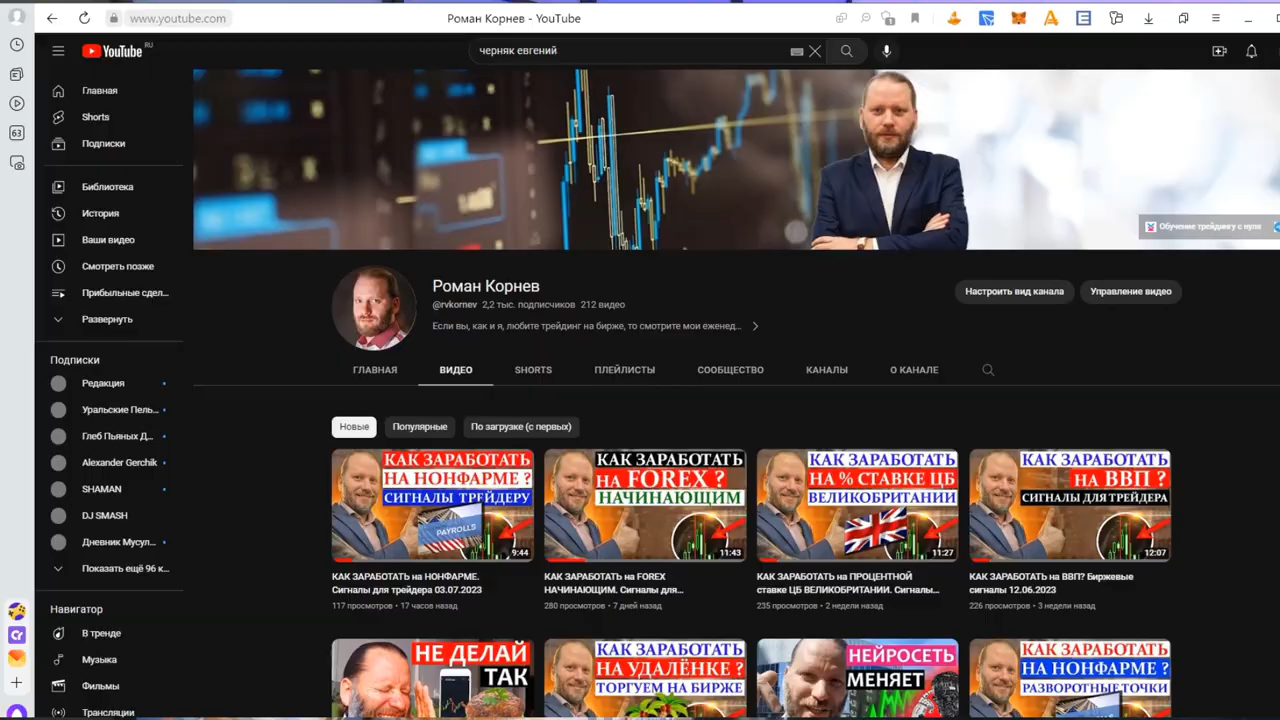 www.youtube.com
Роман Корнев - YouTube
YouTube RU
черняк евгений
63
Главная
Shorts
Подписки
Библиотека
История
Ваши видео
Смотреть позже
Прибыльные сдел...
Развернуть
Подписки
Редакция
Уральские Пель...
Глеб Пьяных Д...
Alexander Gerchik
SHAMAN
DJ SMASH
Дневник Мусул...
Показать ещё 96 к...
Навигатор
В тренде
Музыка
Фильмы
Трансляции
Обучение трейдингу с нуля
Роман Корнев
@rvkornev 2,2 тыс. подписчиков 212 видео
Если вы, как и я, любите трейдинг на бирже, то смотрите мои еженед...
Настроить вид канала
Управление видео
ГЛАВНАЯ
ВИДЕО
SHORTS
ПЛЕЙЛИСТЫ
СООБЩЕСТВО
КАНАЛЫ
О КАНАЛЕ
Новые
Популярные
По загрузке (с первых)
КАК ЗАРАБОТАТЬ
НА НОНФАРМЕ ?
СИГНАЛЫ ТРЕЙДЕРУ
PAYROLLS
9:44
КАК ЗАРАБОТАТЬ на НОНФАРМЕ.
Сигналы для трейдера 03.07.2023
117 просмотров • 17 часов назад
КАК ЗАРАБОТАТЬ
НА FOREX ?
НАЧИНАЮЩИМ
11:43
КАК ЗАРАБОТАТЬ на FOREX
НАЧИНАЮЩИМ. Сигналы для...
280 просмотров • 7 дней назад
КАК ЗАРАБОТАТЬ
НА % СТАВКЕ ЦБ
ВЕЛИКОБРИТАНИИ
11:27
КАК ЗАРАБОТАТЬ на ПРОЦЕНТНОЙ
ставке ЦБ ВЕЛИКОБРИТАНИИ. Сигналы...
235 просмотров • 2 недели назад
КАК ЗАРАБОТАТЬ
НА ВВП ?
СИГНАЛЫ ДЛЯ ТРЕЙДЕРА
12:07
КАК ЗАРАБОТАТЬ на ВВП? Биржевые
сигналы 12.06.2023
226 просмотров • 3 недели назад
НЕ ДЕЛАЙ
ТАК
КАК ЗАРАБОТАТЬ
НА УДАЛЁНКЕ ?
ТОРГУЕМ НА БИРЖЕ
НЕЙРОСЕТЬ
МЕНЯЕТ
КАК ЗАРАБОТАТЬ
НА НОНФАРМЕ ?
РАЗВОРОТНЫЕ ТОЧКИ